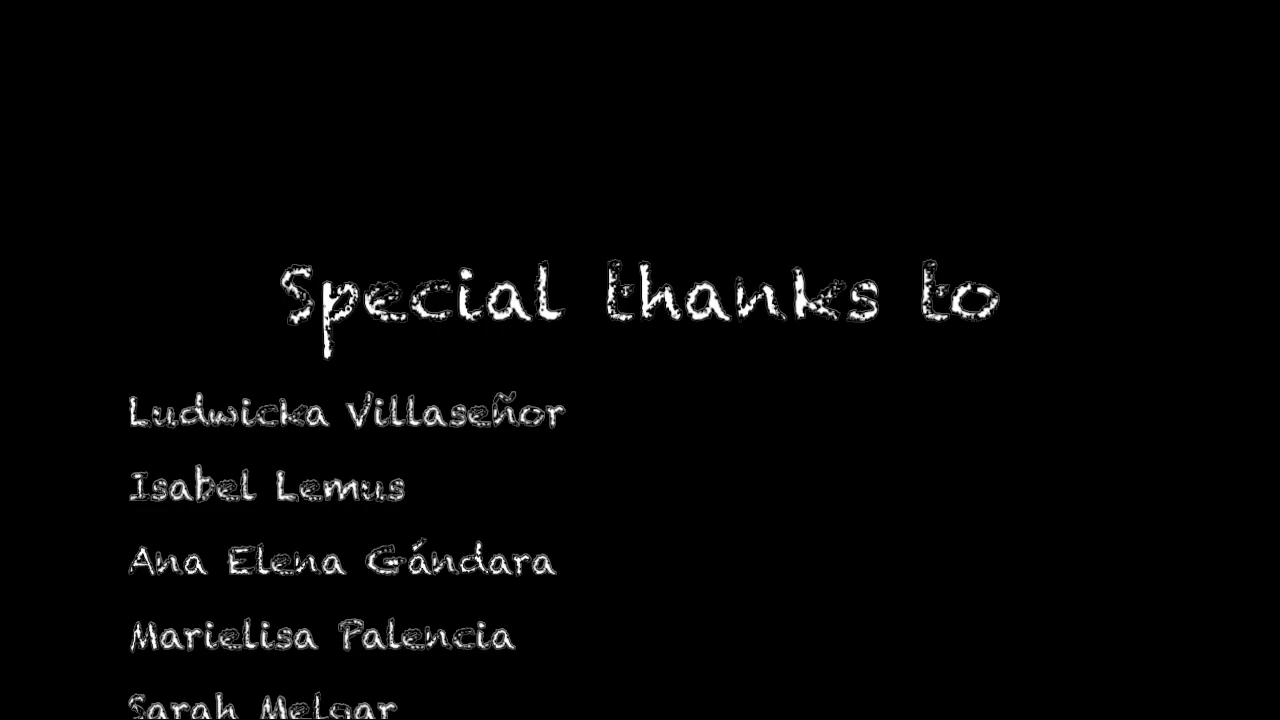 Special thanks to
Ludwicka Villaseñor
Isabel Lemus
Ana Elena Gándara
Marielisa Palencia
Sarah Melgar